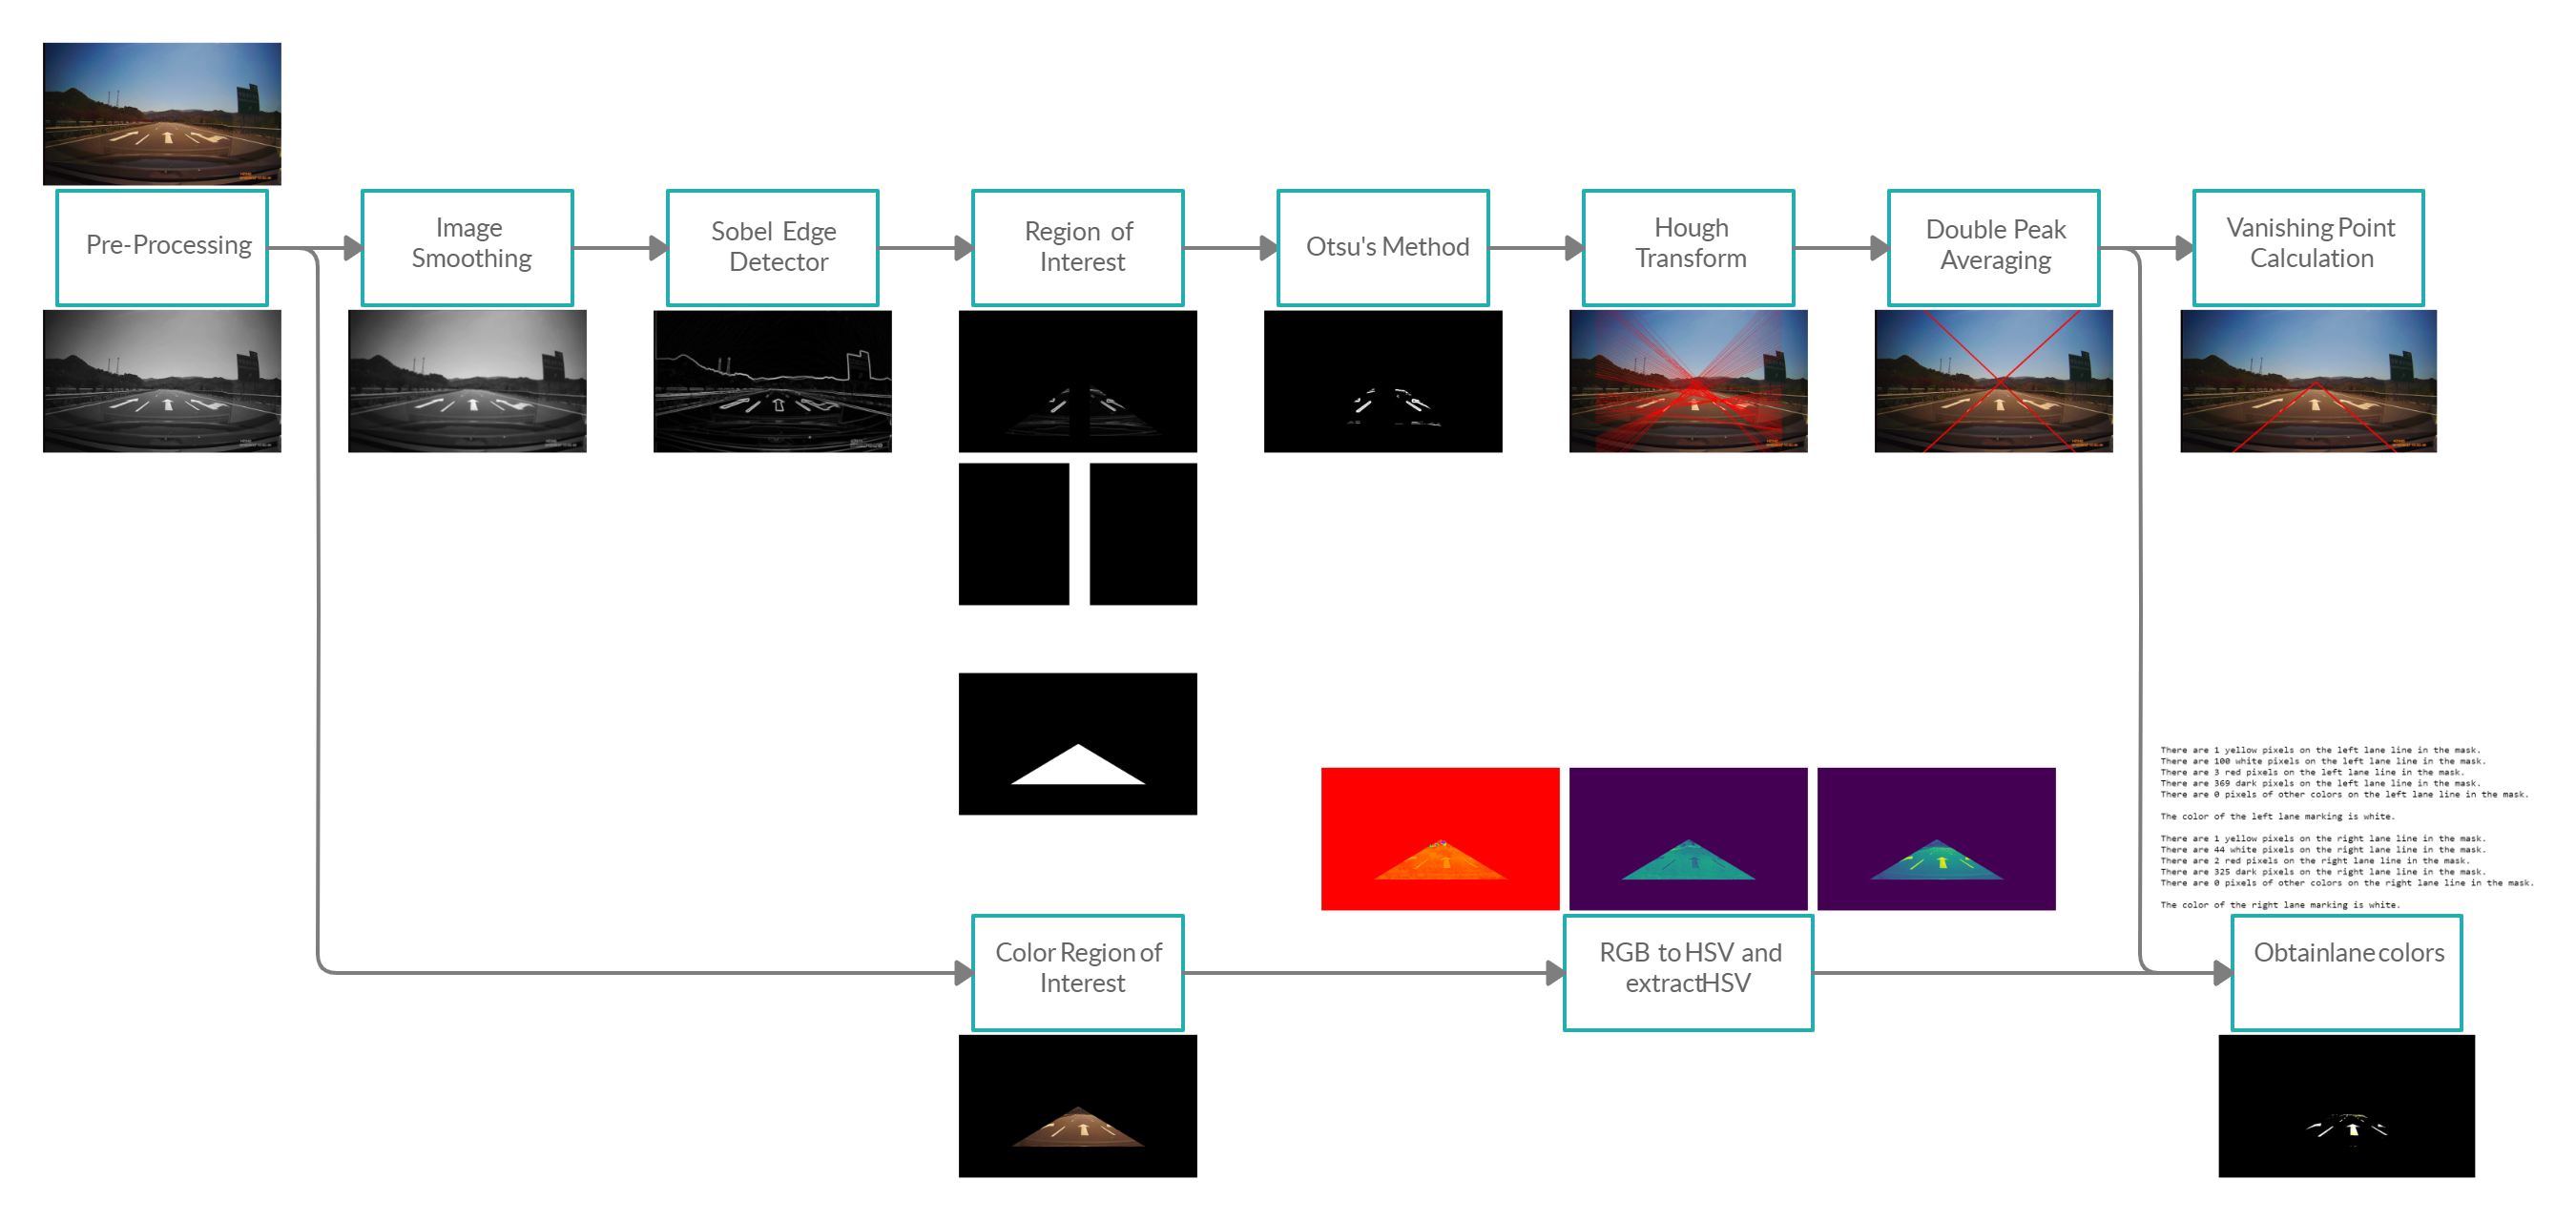 Pre-Processing
Image
Smoothing
Sobel Edge
Detector
Region of
Interest
Otsu's Method
Hough
Transform
Double Peak
Averaging
Vanishing Point
Calculation
There are 1 yellow pixels on the left lane line in the mask.
There are 100 white pixels on the left lane line in the mask.
There are 3 red pixels on the left lane line in the mask.
There are 369 dark pixels on the left lane line in the mask.
There are 0 pixels of other colors on the left lane line in the mask.
The color of the left lane marking is white.
There are 1 yellow pixels on the right lane line in the mask.
There are 44 white pixels on the right lane line in the mask.
There are 2 red pixels on the right lane line in the mask.
There are 325 dark pixels on the right lane line in the mask.
There are 0 pixels of other colors on the right lane line in the mask.
The color of the right lane marking is white.
Color Region of
Interest
RGB to HSV and
extractHSV
Obtainlane colors